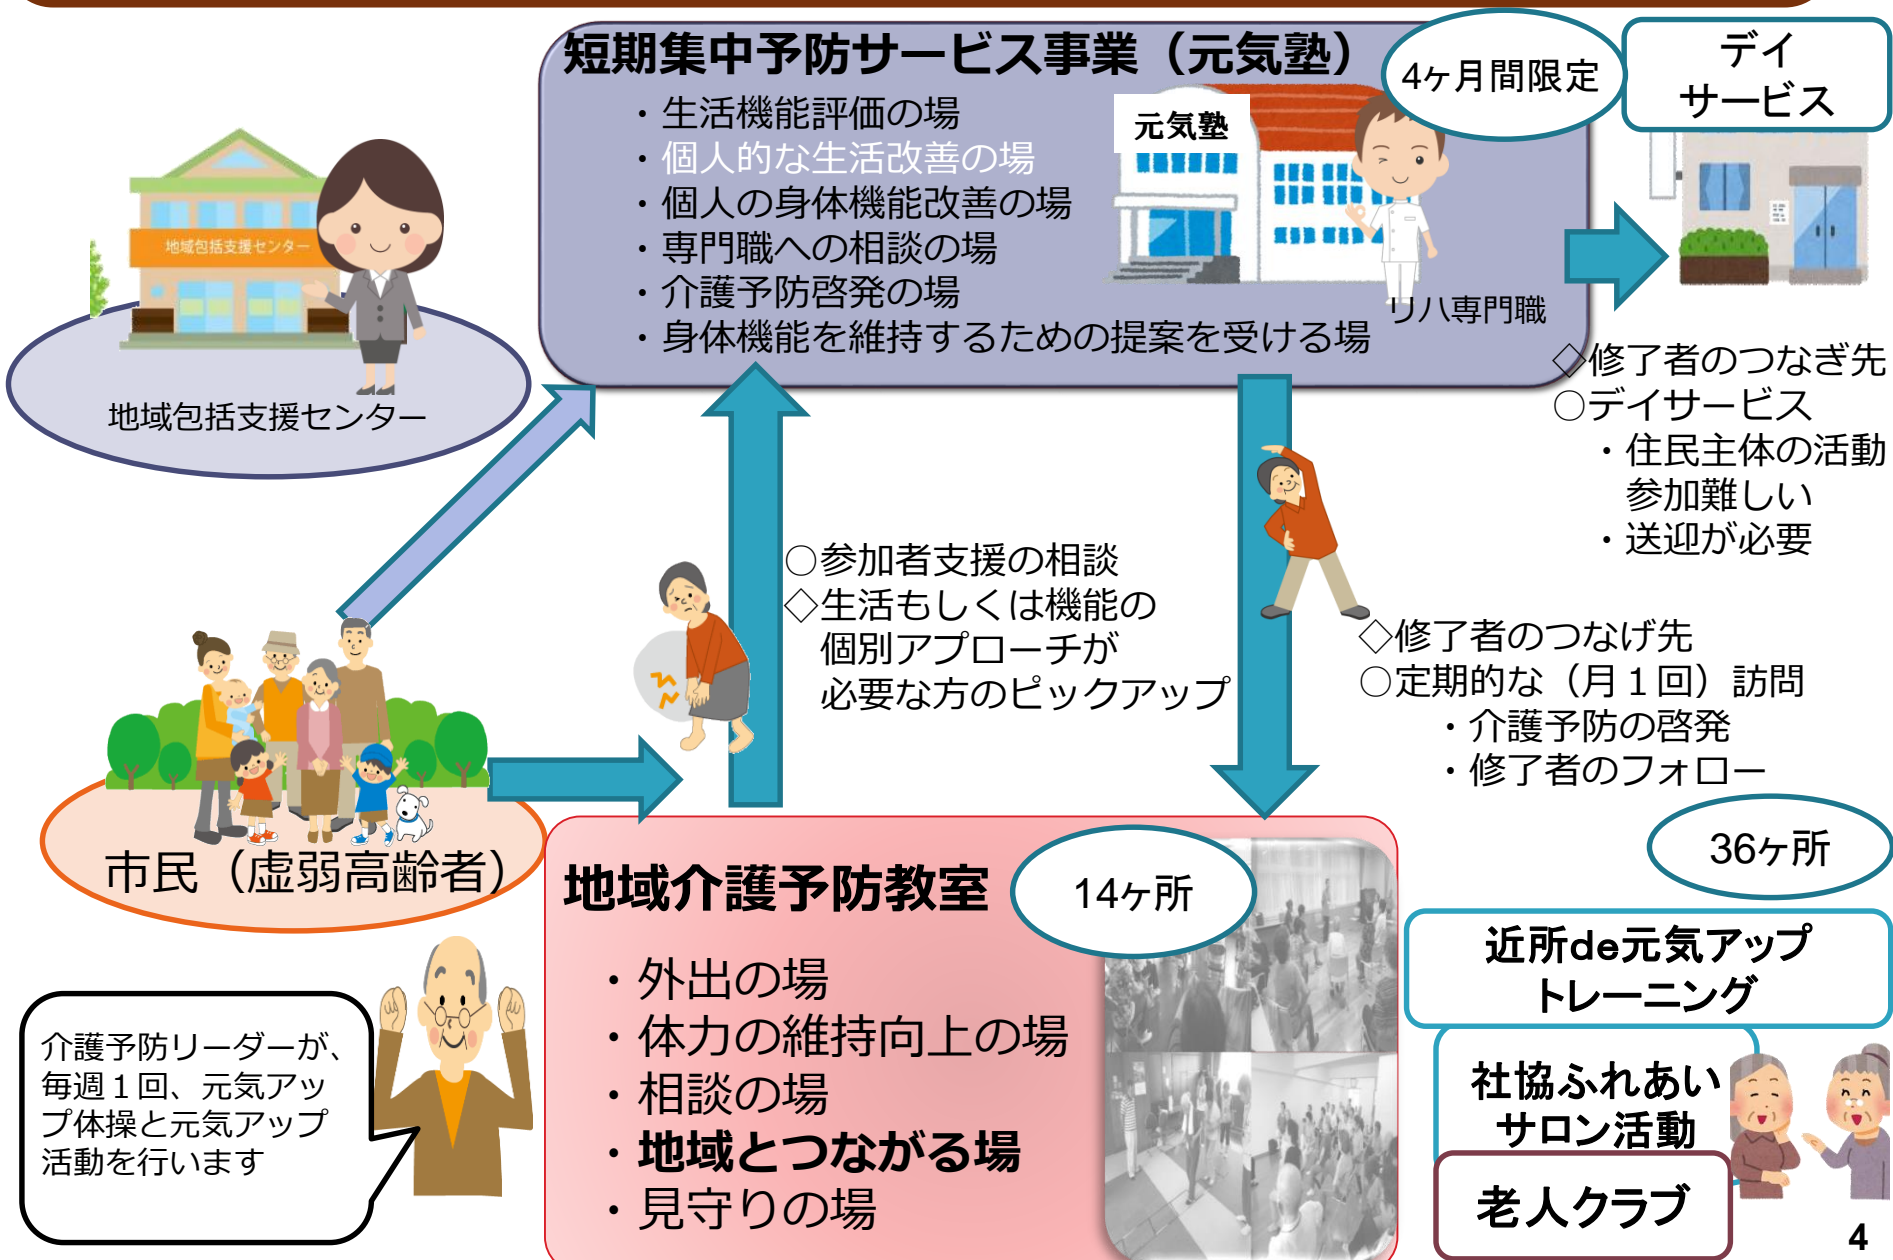 短期集中予防サービス事業（元気塾）
4ヶ月間限定
・生活機能評価の場
・個人的な生活改善の場
・個人の身体機能改善の場
・専門職への相談の場
・介護予防啓発の場
・身体機能を維持するための提案を受ける場
元気塾
リハ専門職
デイ
サービス
◇修了者のつなぎ先
○デイサービス
・住民主体の活動
参加難しい
・送迎が必要
地域包括支援センター
地域包括支援センター
○参加者支援の相談
◇生活もしくは機能の
個別アプローチが
必要な方のピックアップ
◇修了者のつなげ先
○定期的な（月１回）訪問
・介護予防の啓発
・修了者のフォロー
市民（虚弱高齢者）
地域介護予防教室
14ヶ所
・外出の場
・体力の維持向上の場
・相談の場
・地域とつながる場
・見守りの場
介護予防リーダーが、
毎週１回、元気アッ
プ体操と元気アップ
活動を行います
36ヶ所
近所de元気アップ
トレーニング
社協ふれあい
サロン活動
老人クラブ
4